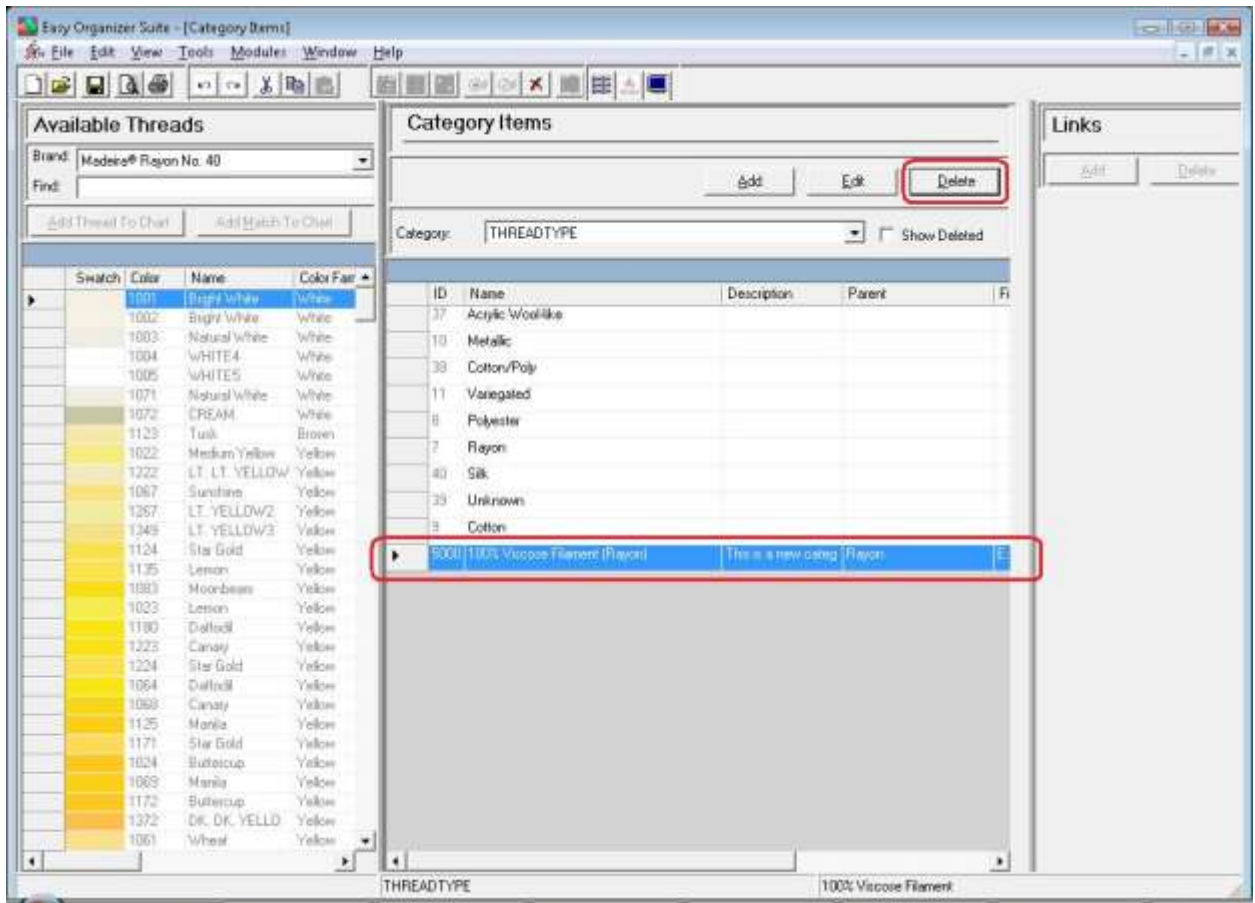 Easy Organizer Suite - [Category Items]
File Edit View Tools Modules Window Help
Available Threads
Brand: Madeira® Rayon No. 40
Find:
Add Thread To Chart Add Match To Chart
Swatch Color Name Color Fam
1001 Bright White White
1002 Bright White White
1003 Natural White White
1004 WHITE4 White
1005 WHITE5 White
1071 Natural White White
1072 CREAM White
1123 Tusk Brown
1022 Medium Yellow Yellow
1222 LT. LT. YELLOW Yellow
1067 Sunshine Yellow
1267 LT. YELLOW2 Yellow
1349 LT. YELLOW3 Yellow
1124 Star Gold Yellow
1135 Lemon Yellow
1083 Moonbeam Yellow
1023 Lemon Yellow
1180 Daffodil Yellow
1223 Canary Yellow
1224 Star Gold Yellow
1064 Daffodil Yellow
1068 Canary Yellow
1125 Manila Yellow
1171 Star Gold Yellow
1024 Buttercup Yellow
1069 Manila Yellow
1172 Buttercup Yellow
1372 DK. DK. YELLO Yellow
1061 Wheat Yellow
Category Items
Add Edit Delete
Category: THREADTYPE Show Deleted
ID Name Description Parent Fi
37 Acrylic Wool-like
10 Metallic
38 Cotton/Poly
11 Variegated
8 Polyester
7 Rayon
40 Silk
39 Unknown
9 Cotton
5000 100% Viscose Filament (Rayon) This is a new categ Rayon E
Links
Add Delete
THREADTYPE 100% Viscose Filament